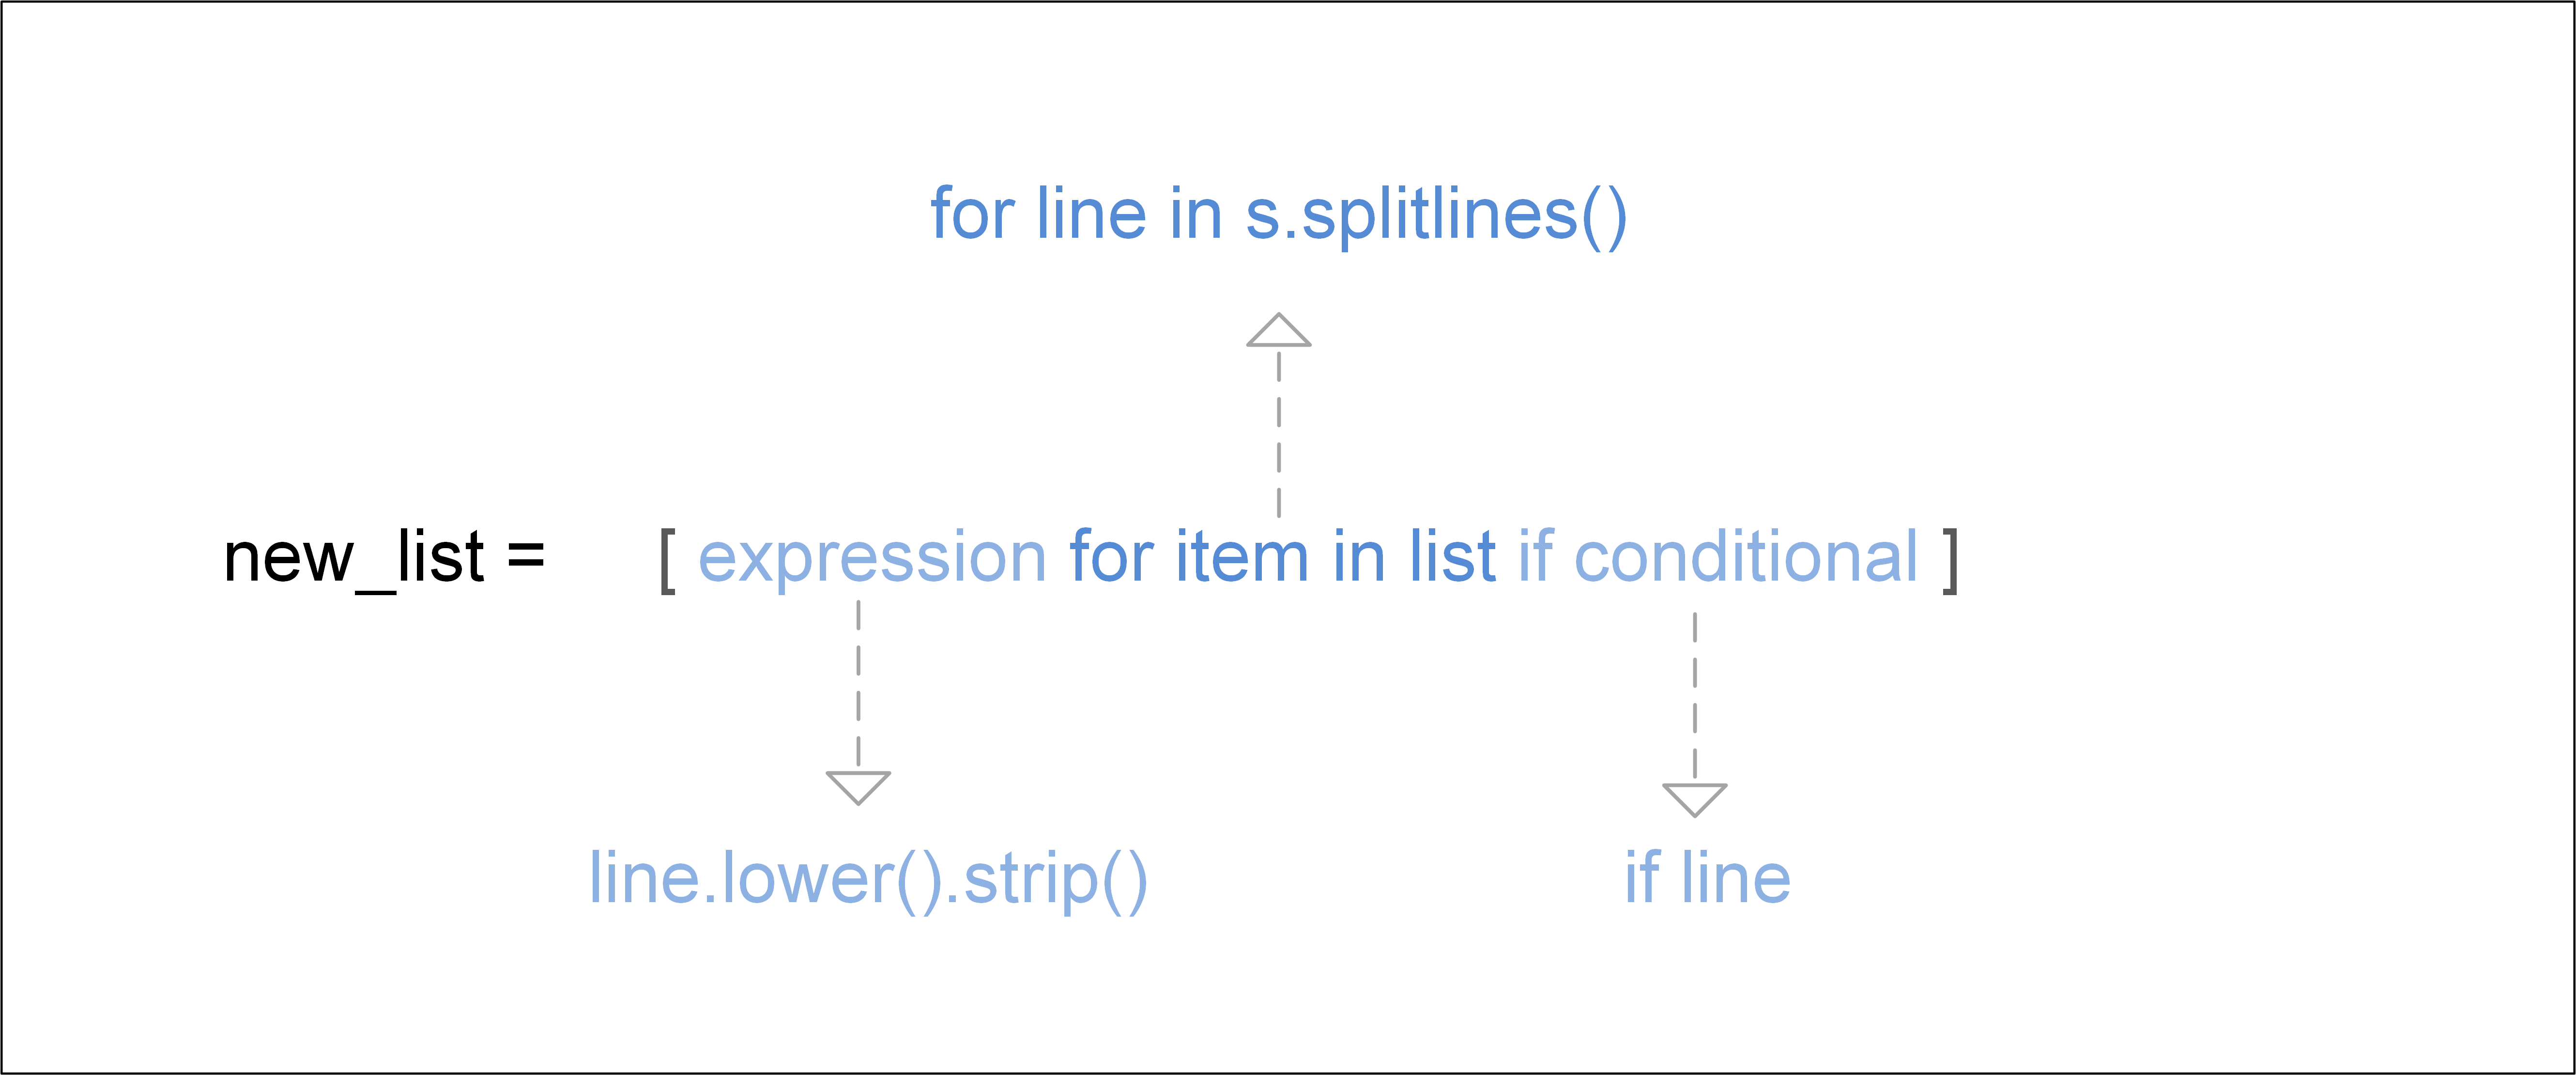 for line in s.splitlines()
new_list = [ expression for item in list if conditional ]
line.lower().strip() if line